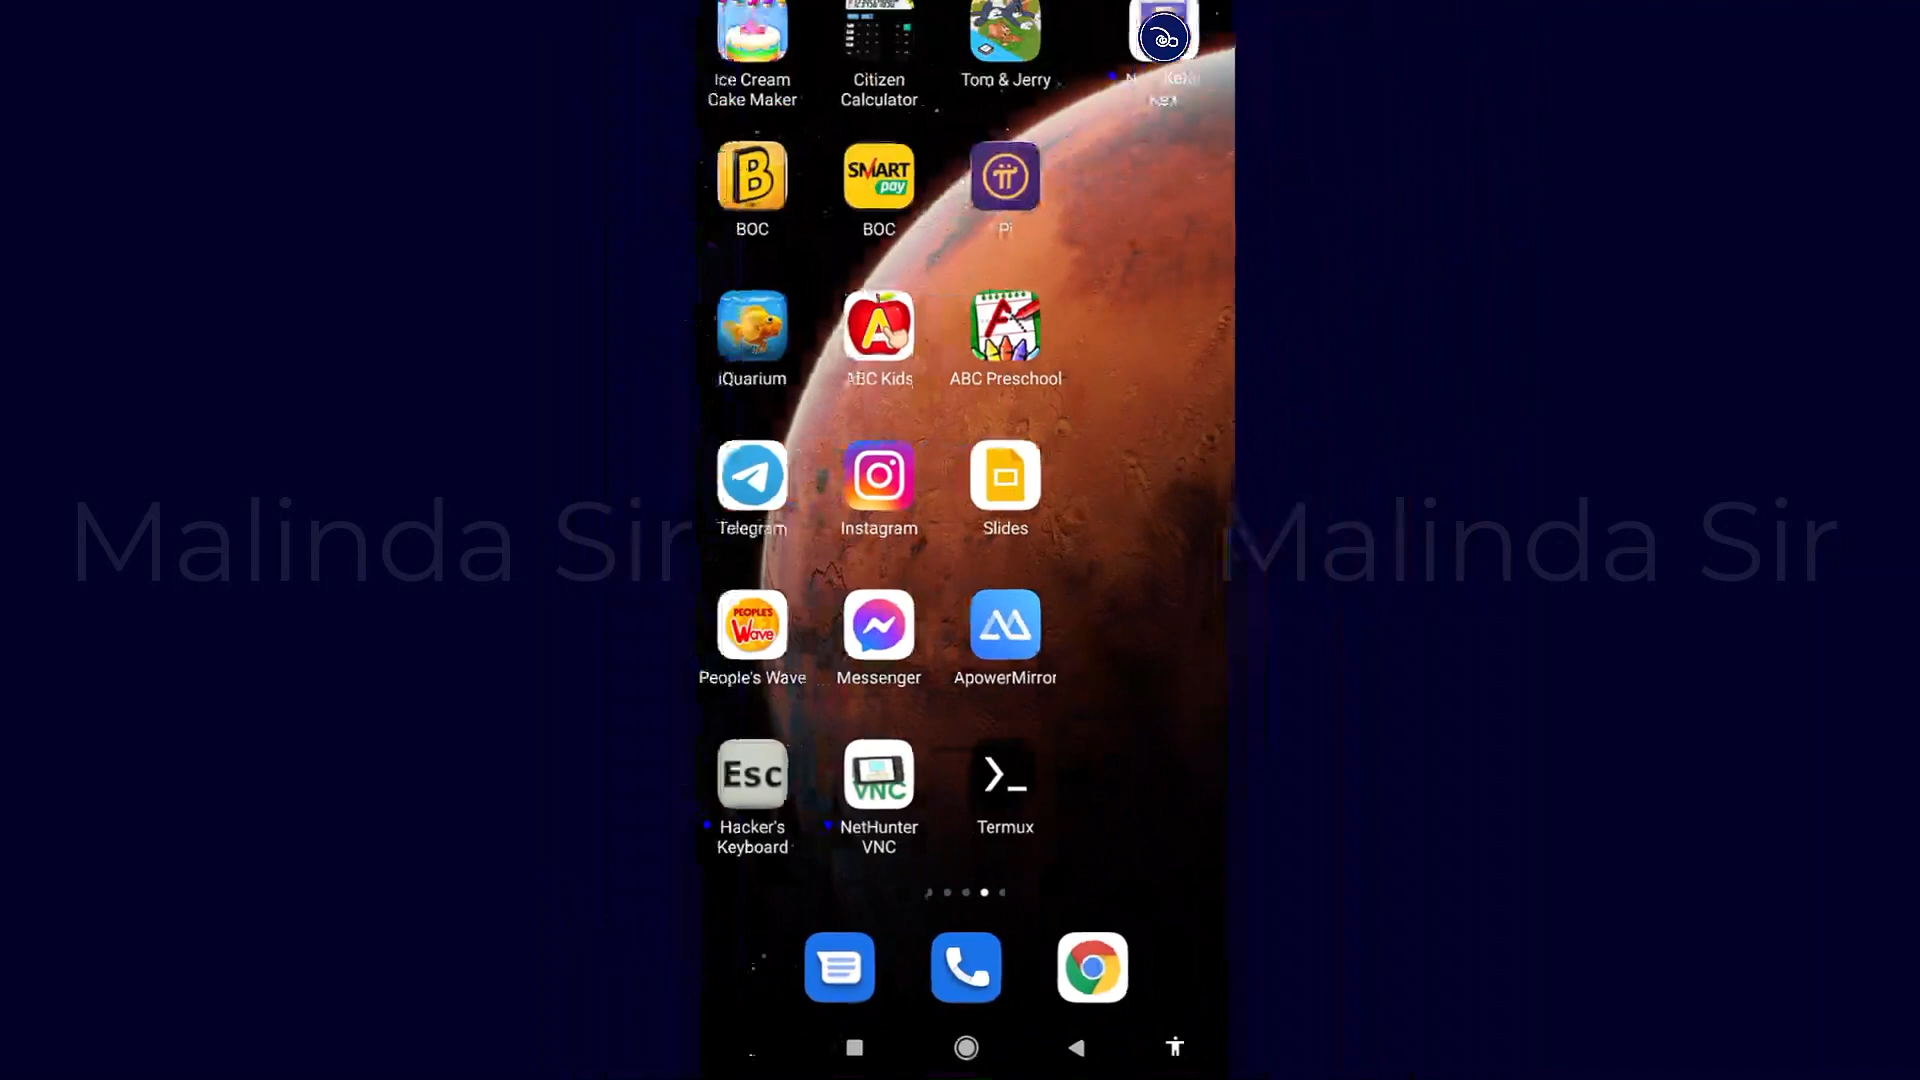 Ice Cream
Cake Maker
Citizen
Calculator
Tom & Jerry
BOC
SMART
pay
BOC
Pi
iQuarium
ABC Kids
ABC Preschool
Telegram
Instagram
Slides
Malinda Sir
Malinda Sir
PEOPLE'S
Wave
People's Wave
Messenger
ApowerMirror
Esc
VNC
Hacker's
Keyboard
NetHunter
VNC
Termux